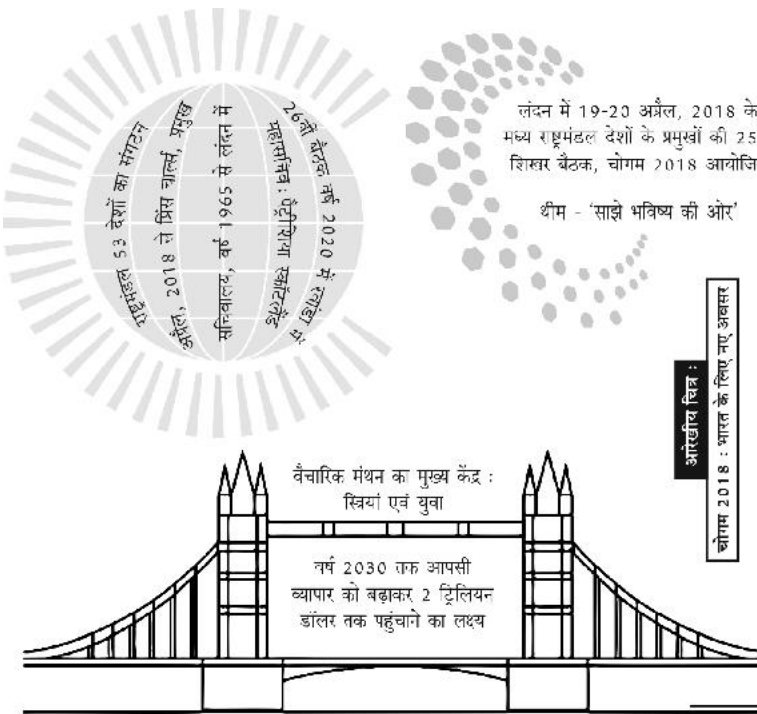 राष्ट्रमंडल 53 देशों का संगठन
अप्रैल, 2018 से प्रिंस चार्ल्स, प्रमुख
सचिवालय, वर्ष 1965 से लंदन में
महासचिव : पैट्रीशिया स्कॉटलैंड
26वीं बैठक वर्ष 2020 में रवांडा में
लंदन में 19-20 अप्रैल, 2018 के
मध्य राष्ट्रमंडल देशों के प्रमुखों की 25
शिखर बैठक, चोगम 2018 आयोजि
थीम - ‘साझे भविष्य की ओर’
आरेखीय चित्र :
चोगम 2018 : भारत के लिए नए अवसर
वैचारिक मंथन का मुख्य केंद्र :
स्त्रियां एवं युवा
वर्ष 2030 तक आपसी
व्यापार को बढ़ाकर 2 ट्रिलियन
डॉलर तक पहुंचाने का लक्ष्य